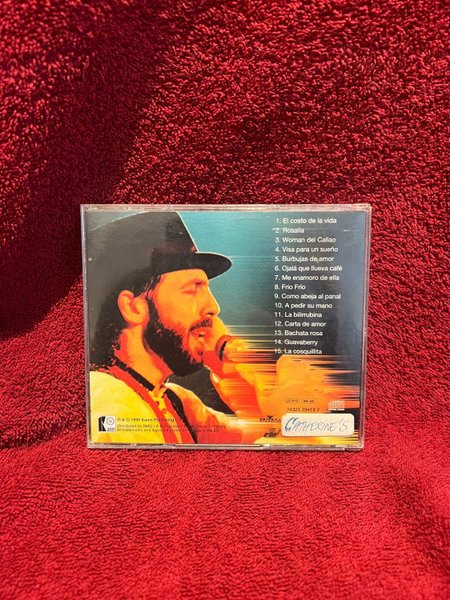 1. El costo de la vida
2. Rosalía
3. Woman del Callao
4. Visa para un sueño
5. Burbujas de amor
6. Ojalá que llueva café
7. Me enamoro de ella
8. Frío Frío
9. Como abeja al panal
10. A pedir su mano
11. La bilirrubina
12. Carta de amor
13. Bachata rosa
14. Guavaberry
15. La cosquillita
BMG
CATHERINE'S